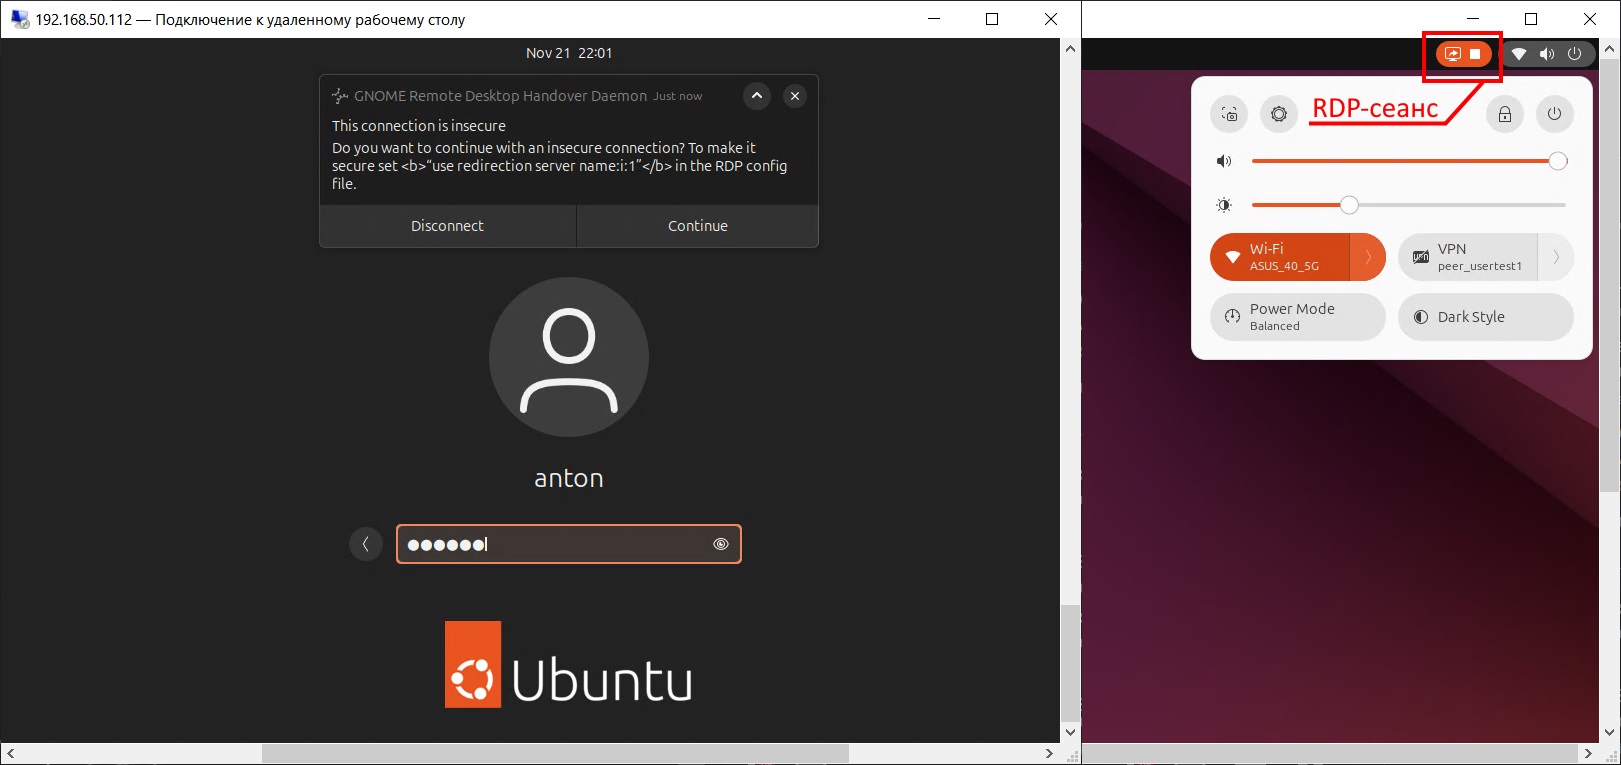 192.168.50.112 — Подключение к удаленному рабочему столу
Nov 21 22:01
GNOME Remote Desktop Handover Daemon Just now
This connection is insecure
Do you want to continue with an insecure connection? To make it
secure set <b>“use redirection server name:i:1”</b> in the RDP config
file.
Disconnect
Continue
anton
Ubuntu
RDP-сеанс
Wi-Fi
ASUS_40_5G
VPN
peer_usertest1
Power Mode
Balanced
Dark Style